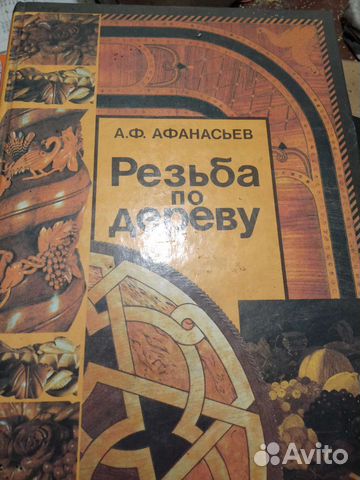 А.Ф. АФАНАСЬЕВ
Резьба
по
дереву
Avito